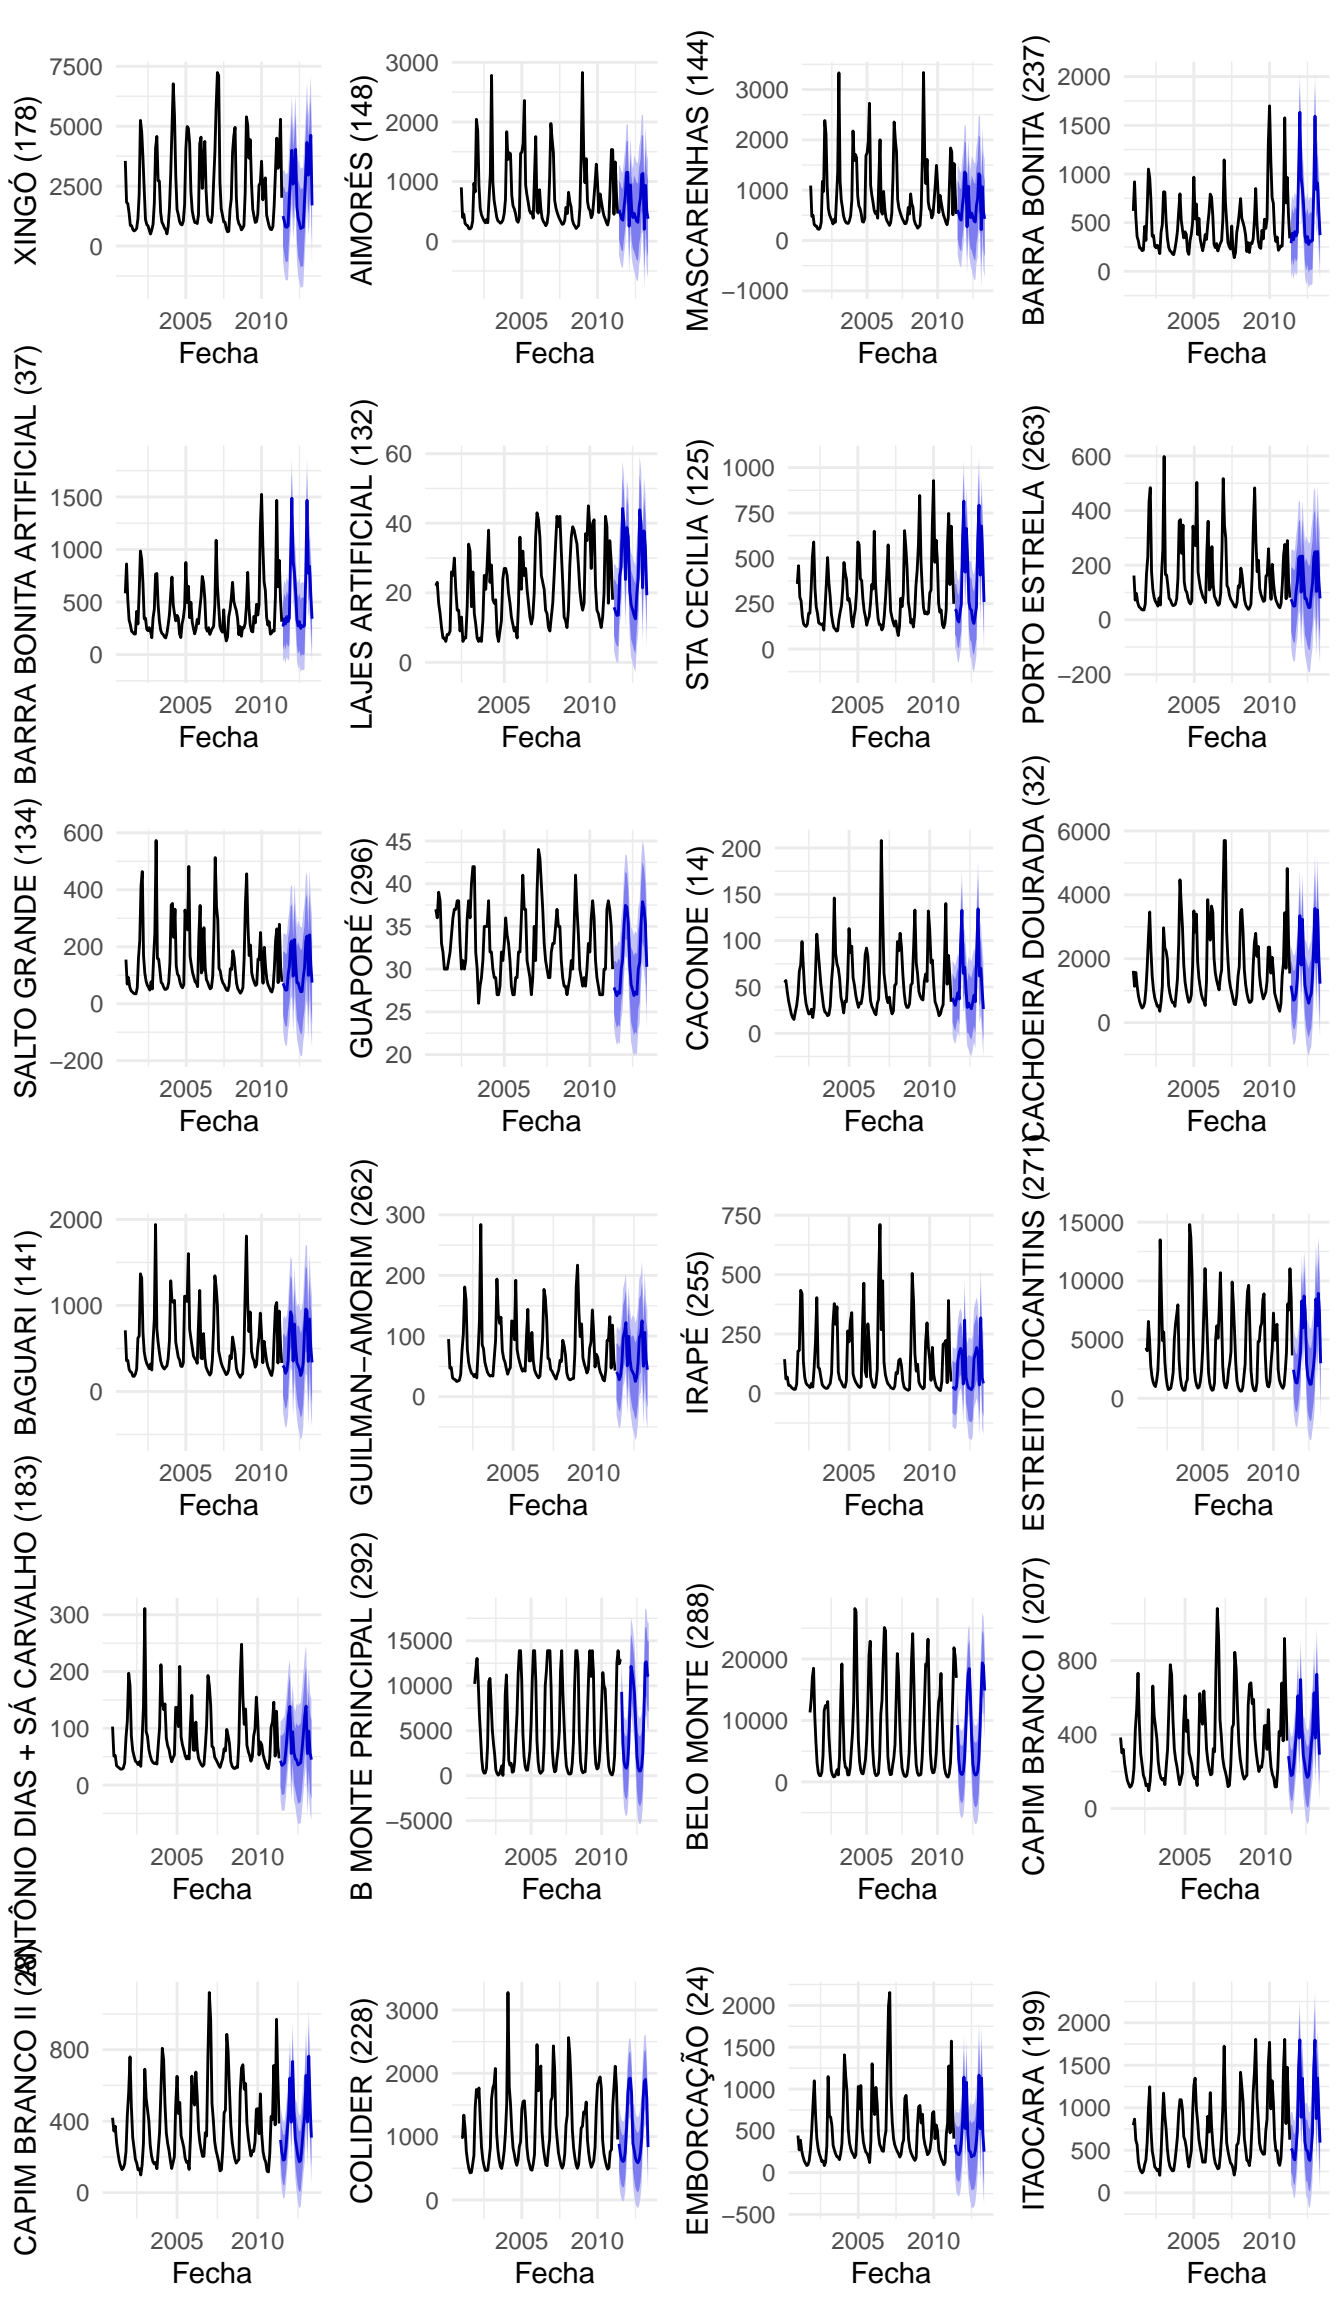 XINGÓ (178)
7500
5000
2500
0
2005 2010
Fecha
AIMORÉS (148)
3000
2000
1000
0
2005 2010
Fecha
MASCARENHAS (144)
3000
2000
1000
0
−1000
2005 2010
Fecha
BARRA BONITA (237)
2000
1500
1000
500
0
2005 2010
Fecha
BARRA BONITA ARTIFICIAL (37)
1500
1000
500
0
2005 2010
Fecha
LAJES ARTIFICIAL (132)
60
40
20
0
2005 2010
Fecha
STA CECILIA (125)
1000
750
500
250
0
2005 2010
Fecha
PORTO ESTRELA (263)
600
400
200
0
−200
2005 2010
Fecha
SALTO GRANDE (134)
600
400
200
0
−200
2005 2010
Fecha
GUAPORÉ (296)
45
40
35
30
25
20
2005 2010
Fecha
CACONDE (14)
200
150
100
50
0
2005 2010
Fecha
CACHOEIRA DOURADA (32)
6000
4000
2000
0
2005 2010
Fecha
BAGUARI (141)
2000
1000
0
2005 2010
Fecha
GUILMAN−AMORIM (262)
300
200
100
0
2005 2010
Fecha
IRAPÉ (255)
750
500
250
0
2005 2010
Fecha
ESTREITO TOCANTINS (271)
15000
10000
5000
0
2005 2010
Fecha
ANTÔNIO DIAS + SÁ CARVALHO (183)
300
200
100
0
2005 2010
Fecha
B MONTE PRINCIPAL (292)
15000
10000
5000
0
−5000
2005 2010
Fecha
BELO MONTE (288)
20000
10000
0
2005 2010
Fecha
CAPIM BRANCO I (207)
800
400
0
2005 2010
Fecha
CAPIM BRANCO II (28)
800
400
0
2005 2010
Fecha
COLIDER (228)
3000
2000
1000
0
2005 2010
Fecha
EMBORCAÇÃO (24)
2000
1500
1000
500
0
−500
2005 2010
Fecha
ITAOCARA (199)
2000
1500
1000
500
0
2005 2010
Fecha